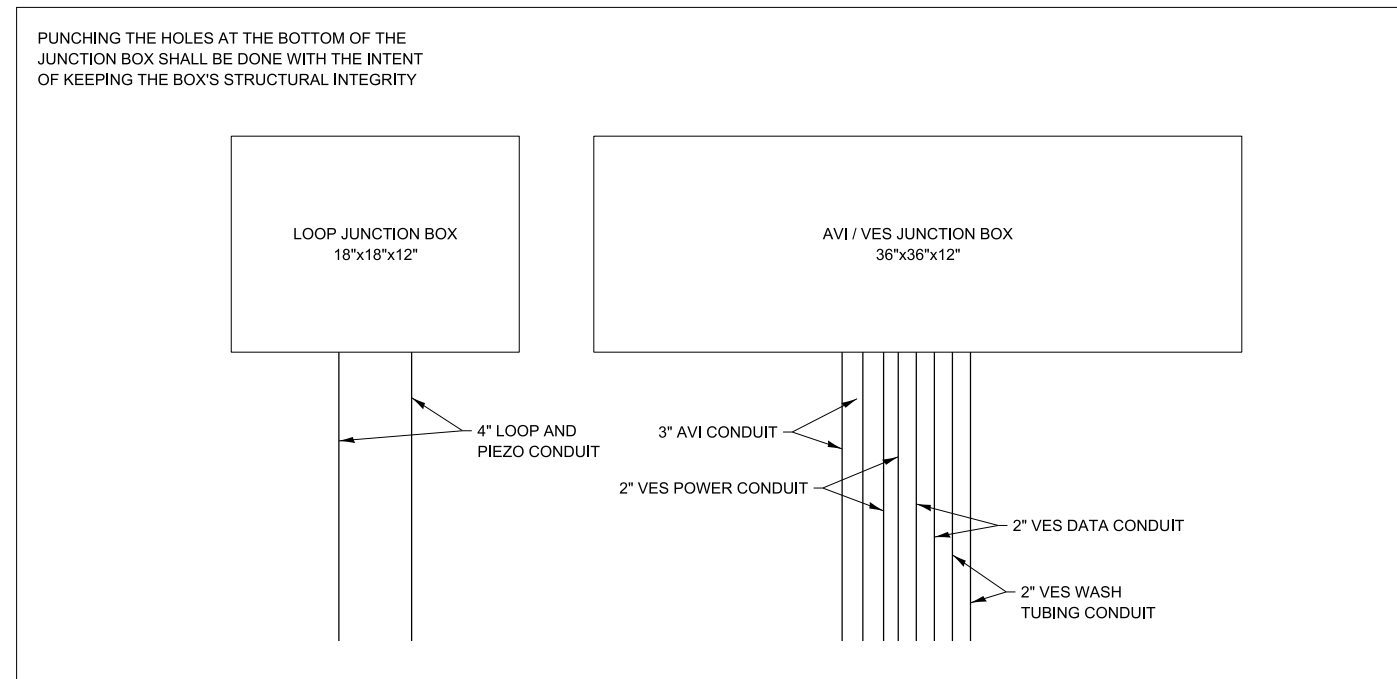 PUNCHING THE HOLES AT THE BOTTOM OF THE
JUNCTION BOX SHALL BE DONE WITH THE INTENT
OF KEEPING THE BOX'S STRUCTURAL INTEGRITY
LOOP JUNCTION BOX
18"x18"x12"
AVI / VES JUNCTION BOX
36"x36"x12"
4" LOOP AND
PIEZO CONDUIT
3" AVI CONDUIT
2" VES POWER CONDUIT
2" VES DATA CONDUIT
2" VES WASH
TUBING CONDUIT